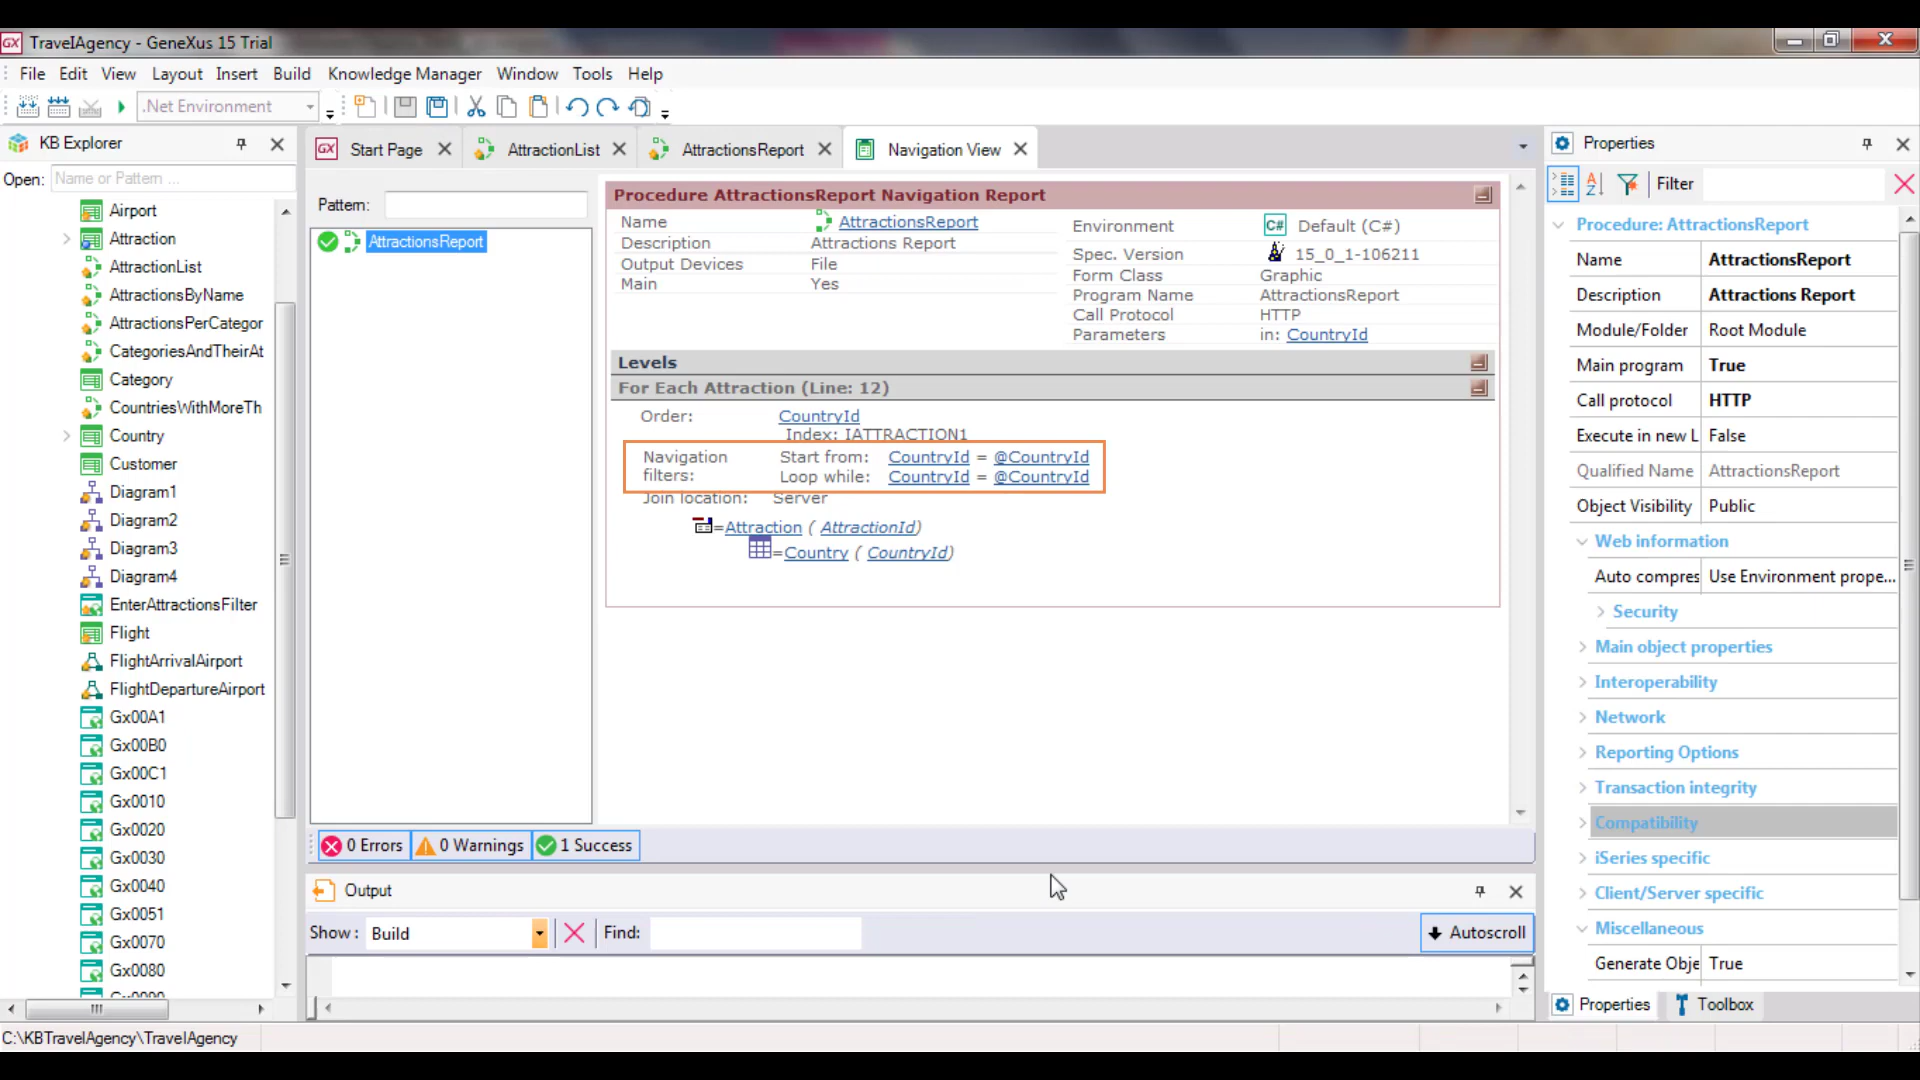 TravelAgency - GeneXus 15 Trial
File Edit View Layout Insert Build Knowledge Manager Window Tools Help
.Net Environment
KB Explorer
Open: Name or Pattern ...
Airport
Attraction
AttractionList
AttractionsByName
AttractionsPerCategor
CategoriesAndTheirAt
Category
CountriesWithMoreTh
Country
Customer
Diagram1
Diagram2
Diagram3
Diagram4
EnterAttractionsFilter
Flight
FlightArrivalAirport
FlightDepartureAirport
Gx00A1
Gx00B0
Gx00C1
Gx0010
Gx0020
Gx0030
Gx0040
Gx0051
Gx0070
Gx0080
Start Page AttractionList AttractionsReport Navigation View
Pattern:
AttractionsReport
Procedure AttractionsReport Navigation Report
Name AttractionsReport
Description Attractions Report
Output Devices File
Main Yes
Environment C# Default (C#)
Spec. Version 15_0_1-106211
Form Class Graphic
Program Name AttractionsReport
Call Protocol HTTP
Parameters in: CountryId
Levels
For Each Attraction (Line: 12)
Order: CountryId
Index: IATTRACTION1
Navigation filters: Start from: CountryId = @CountryId
Loop while: CountryId = @CountryId
Join location: Server
=Attraction ( AttractionId)
=Country ( CountryId)
0 Errors 0 Warnings 1 Success
Output
Show: Build Find: Autoscroll
Properties
Filter
Procedure: AttractionsReport
Name AttractionsReport
Description Attractions Report
Module/Folder Root Module
Main program True
Call protocol HTTP
Execute in new L False
Qualified Name AttractionsReport
Object Visibility Public
Web information
Auto compres Use Environment prope...
Security
Main object properties
Interoperability
Network
Reporting Options
Transaction integrity
Compatibility
iSeries specific
Client/Server specific
Miscellaneous
Generate Obje True
Properties Toolbox
C:\KBTravelAgency\TravelAgency